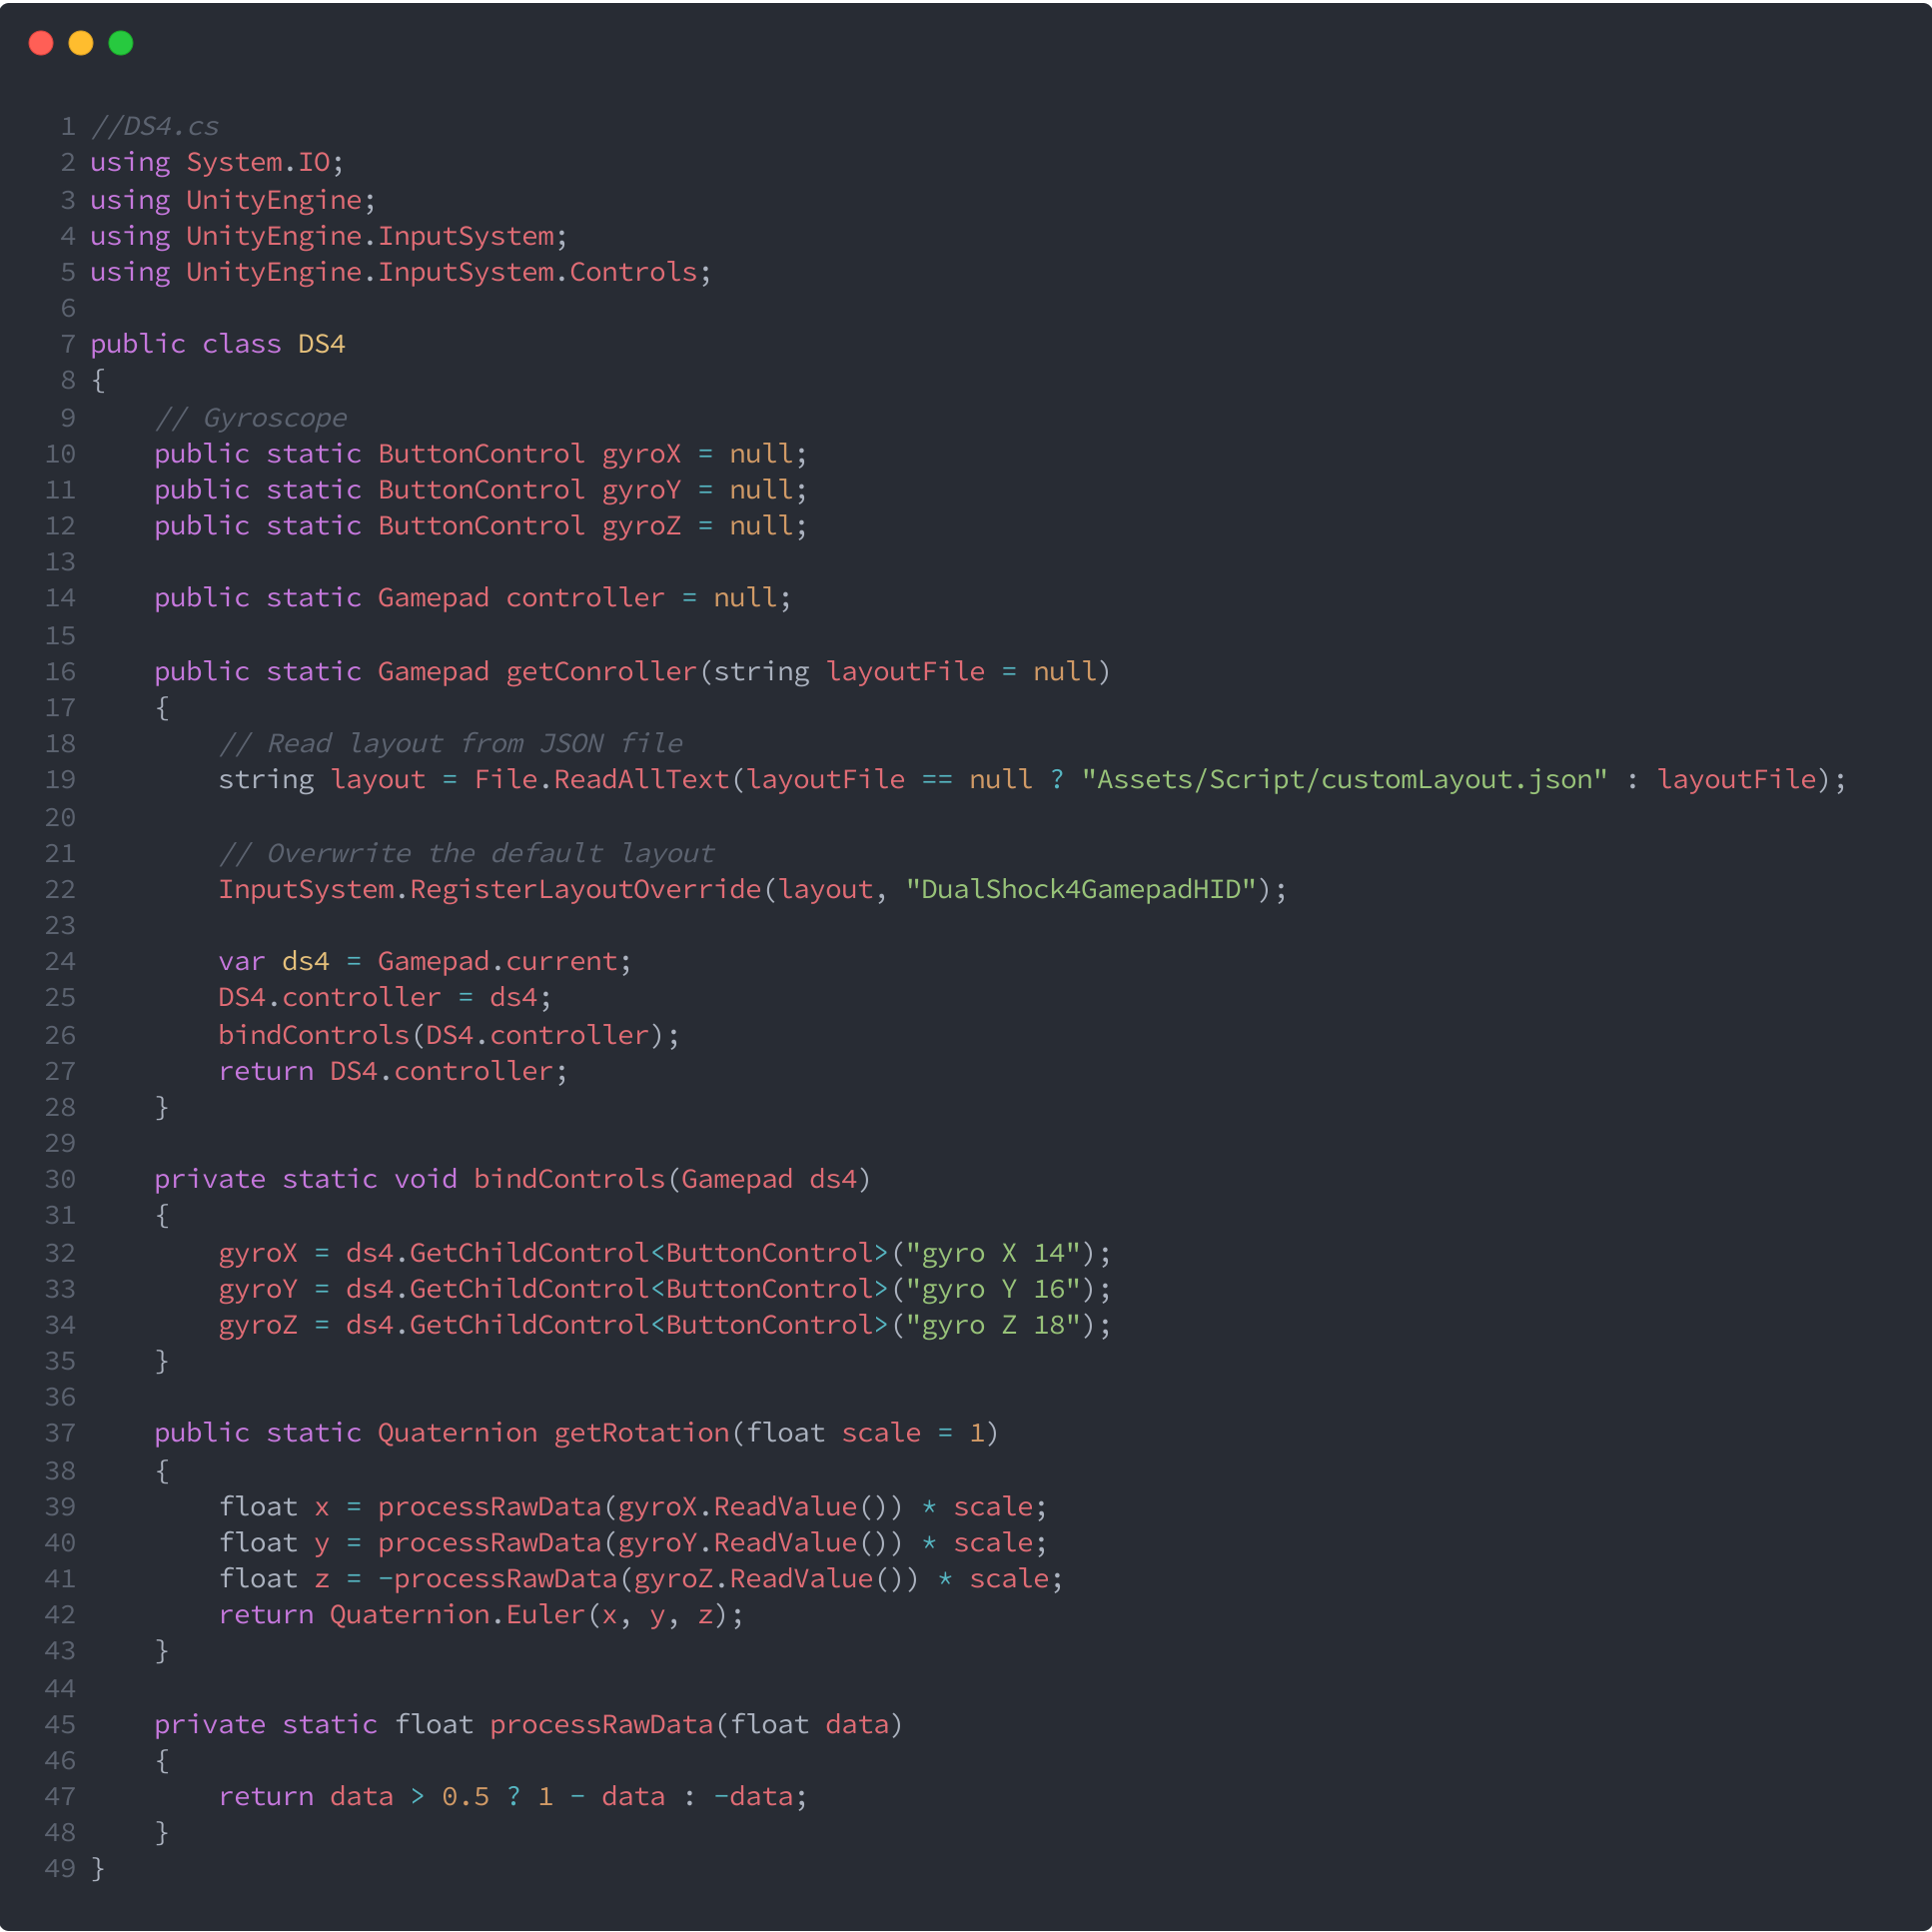 1 //DS4.cs
2 using System.IO;
3 using UnityEngine;
4 using UnityEngine.InputSystem;
5 using UnityEngine.InputSystem.Controls;
6
7 public class DS4
8 {
9     // Gyroscope
10     public static ButtonControl gyroX = null;
11     public static ButtonControl gyroY = null;
12     public static ButtonControl gyroZ = null;
13
14     public static Gamepad controller = null;
15
16     public static Gamepad getConroller(string layoutFile = null)
17     {
18         // Read layout from JSON file
19         string layout = File.ReadAllText(layoutFile == null ? "Assets/Script/customLayout.json" : layoutFile);
20
21         // Overwrite the default layout
22         InputSystem.RegisterLayoutOverride(layout, "DualShock4GamepadHID");
23
24         var ds4 = Gamepad.current;
25         DS4.controller = ds4;
26         bindControls(DS4.controller);
27         return DS4.controller;
28     }
29
30     private static void bindControls(Gamepad ds4)
31     {
32         gyroX = ds4.GetChildControl<ButtonControl>("gyro X 14");
33         gyroY = ds4.GetChildControl<ButtonControl>("gyro Y 16");
34         gyroZ = ds4.GetChildControl<ButtonControl>("gyro Z 18");
35     }
36
37     public static Quaternion getRotation(float scale = 1)
38     {
39         float x = processRawData(gyroX.ReadValue()) * scale;
40         float y = processRawData(gyroY.ReadValue()) * scale;
41         float z = -processRawData(gyroZ.ReadValue()) * scale;
42         return Quaternion.Euler(x, y, z);
43     }
44
45     private static float processRawData(float data)
46     {
47         return data > 0.5 ? 1 - data : -data;
48     }
49 }